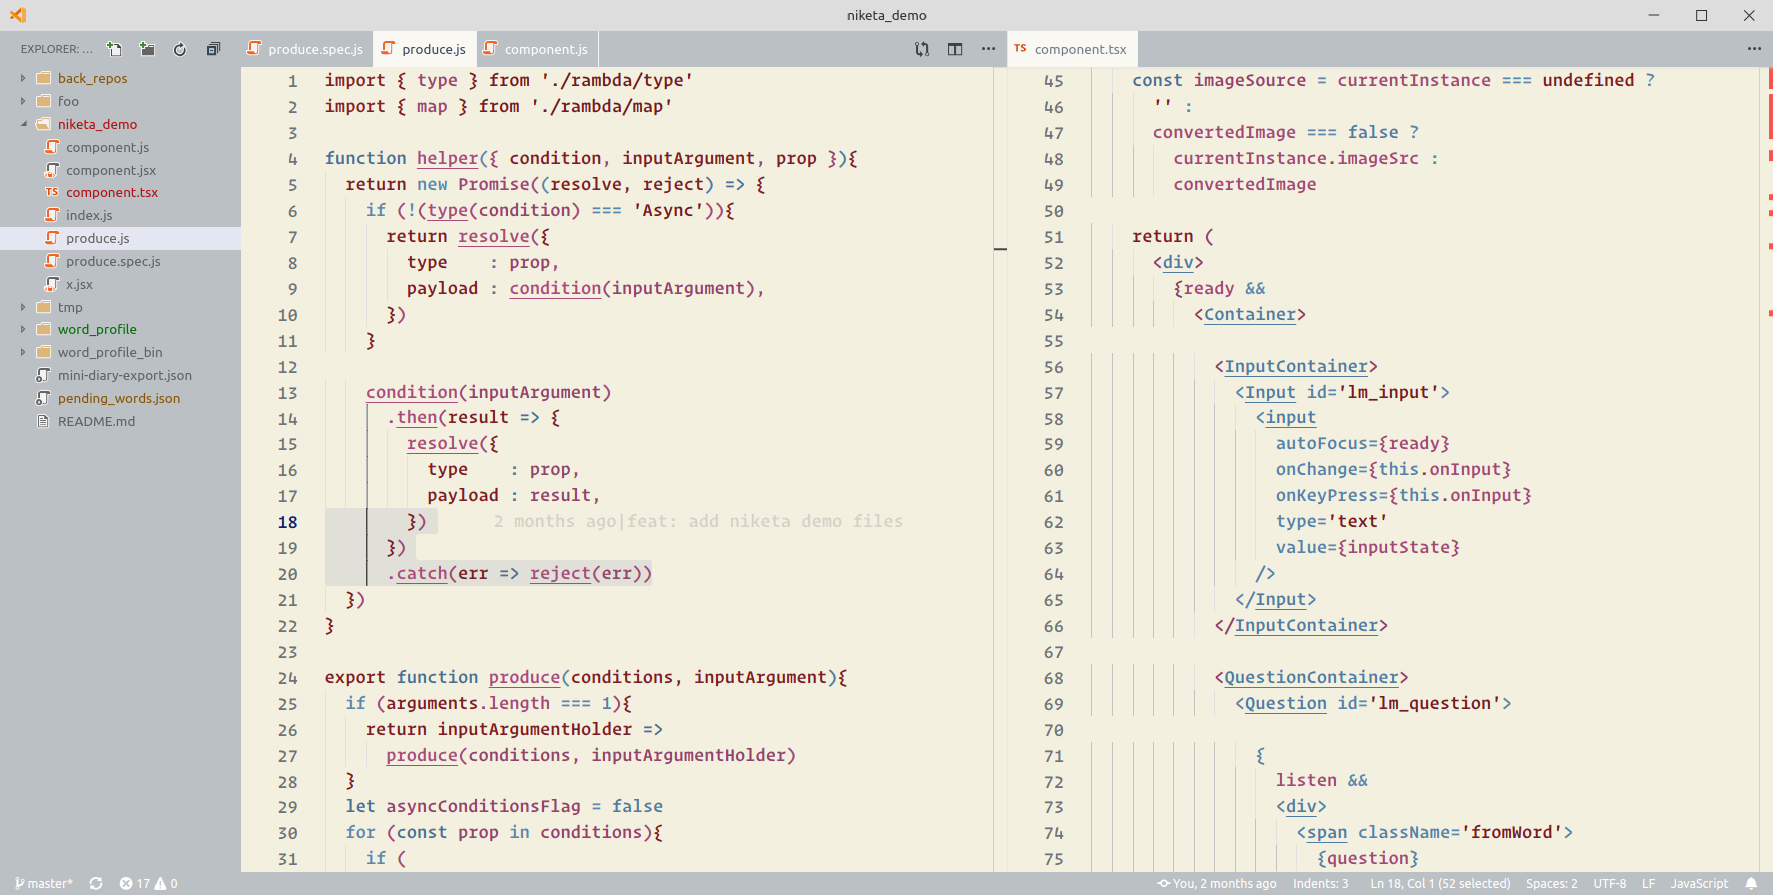 niketa_demo
EXPLORER: ...
produce.spec.js
produce.js
component.js
TS component.tsx
back_repos
foo
niketa_demo
component.js
component.jsx
TS component.tsx
index.js
produce.js
produce.spec.js
x.jsx
tmp
word_profile
word_profile_bin
mini-diary-export.json
pending_words.json
README.md
1 import { type } from './rambda/type'
2 import { map } from './rambda/map'
3
4 function helper({ condition, inputArgument, prop }){
5 return new Promise((resolve, reject) => {
6 if (!(type(condition) === 'Async')){
7 return resolve({
8 type    : prop,
9 payload : condition(inputArgument),
10 })
11 }
12
13 condition(inputArgument)
14 .then(result => {
15 resolve({
16 type    : prop,
17 payload : result,
18 }) 2 months ago|feat: add niketa demo files
19 })
20 .catch(err => reject(err))
21 })
22 }
23
24 export function produce(conditions, inputArgument){
25 if (arguments.length === 1){
26 return inputArgumentHolder =>
27 produce(conditions, inputArgumentHolder)
28 }
29 let asyncConditionsFlag = false
30 for (const prop in conditions){
31 if (
45 const imageSource = currentInstance === undefined ?
46 '' :
47 convertedImage === false ?
48 currentInstance.imageSrc :
49 convertedImage
50
51 return (
52 <div>
53 {ready &&
54 <Container>
55
56 <InputContainer>
57 <Input id='lm_input'>
58 <input
59 autoFocus={ready}
60 onChange={this.onInput}
61 onKeyPress={this.onInput}
62 type='text'
63 value={inputState}
64 />
65 </Input>
66 </InputContainer>
67
68 <QuestionContainer>
69 <Question id='lm_question'>
70
71 {
72 listen &&
73 <div>
74 <span className='fromWord'>
75 {question}
master* 17 0 You, 2 months ago Indents: 3 Ln 18, Col 1 (52 selected) Spaces: 2 UTF-8 LF JavaScript